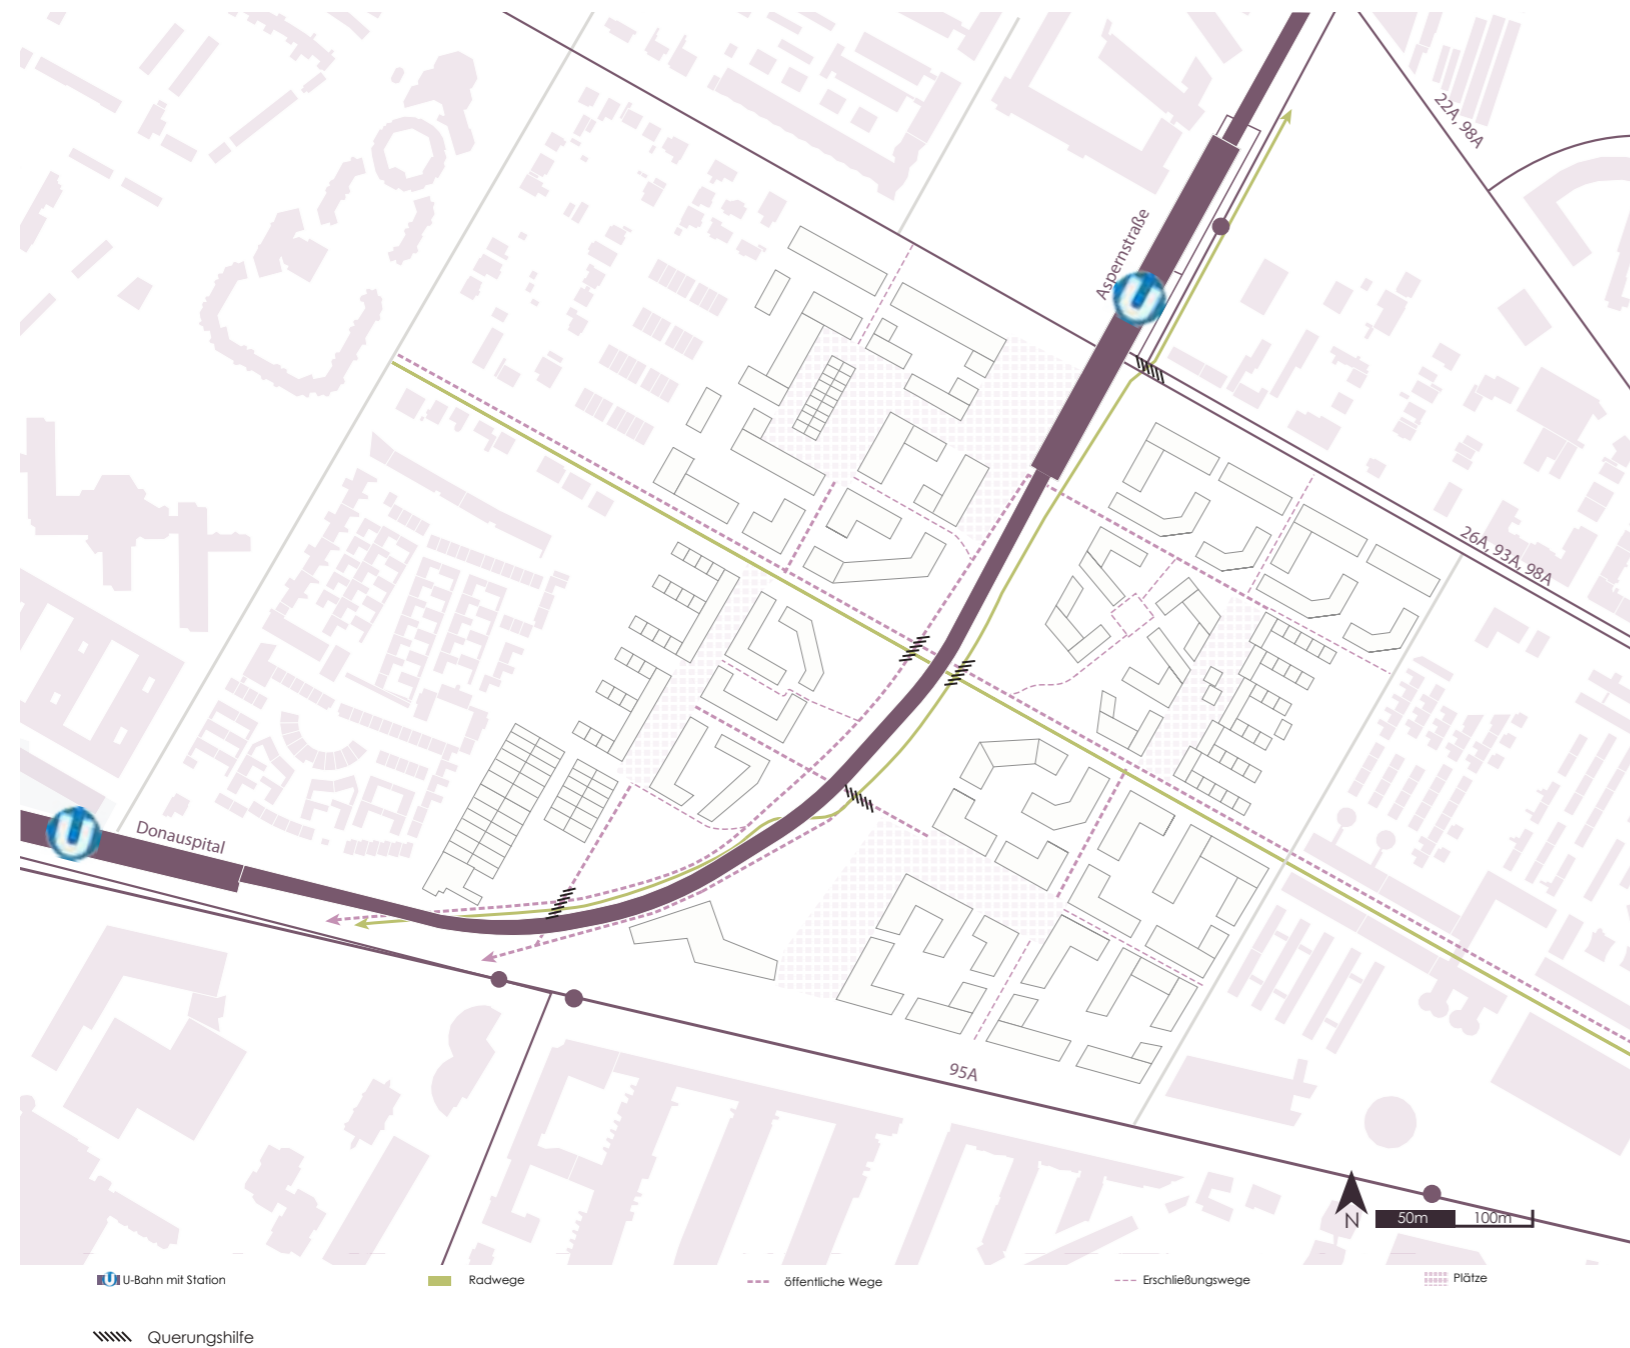 22A, 98A
Aspernstraße
U
26A, 93A, 98A
U
Donauspital
95A
N
50m
100m
U
U-Bahn mit Station
Radwege
öffentliche Wege
Erschließungswege
Plätze
Querungshilfe